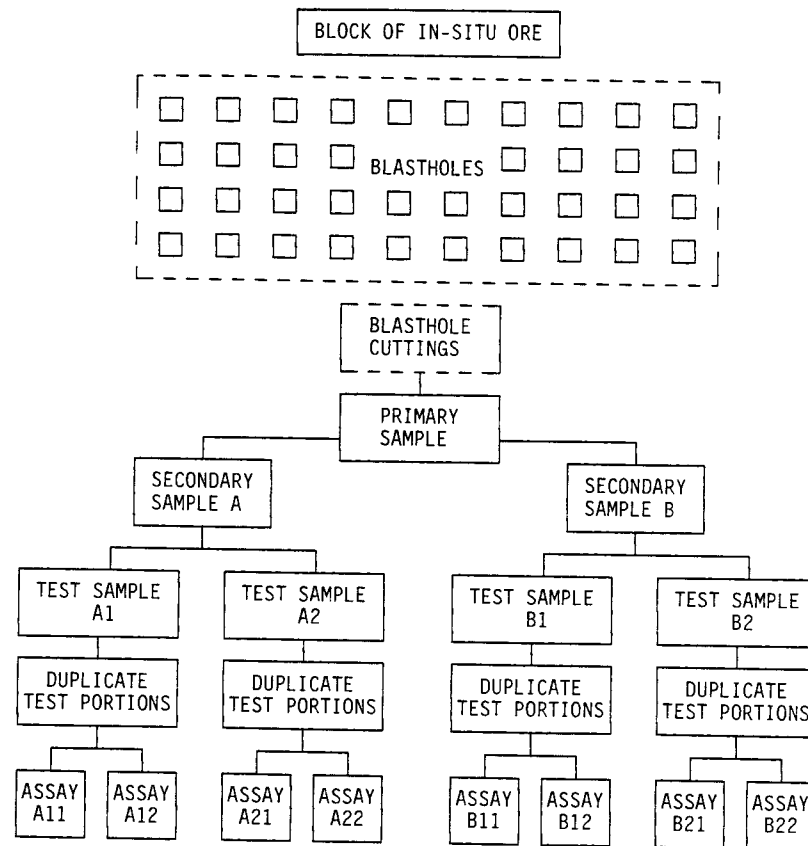 BLOCK OF IN-SITU ORE
BLASTHOLES
BLASTHOLE
CUTTINGS
PRIMARY
SAMPLE
SECONDARY
SAMPLE A
SECONDARY
SAMPLE B
TEST SAMPLE
A1
TEST SAMPLE
A2
TEST SAMPLE
B1
TEST SAMPLE
B2
DUPLICATE
TEST PORTIONS
DUPLICATE
TEST PORTIONS
DUPLICATE
TEST PORTIONS
DUPLICATE
TEST PORTIONS
ASSAY
A11
ASSAY
A12
ASSAY
A21
ASSAY
A22
ASSAY
B11
ASSAY
B12
ASSAY
B21
ASSAY
B22